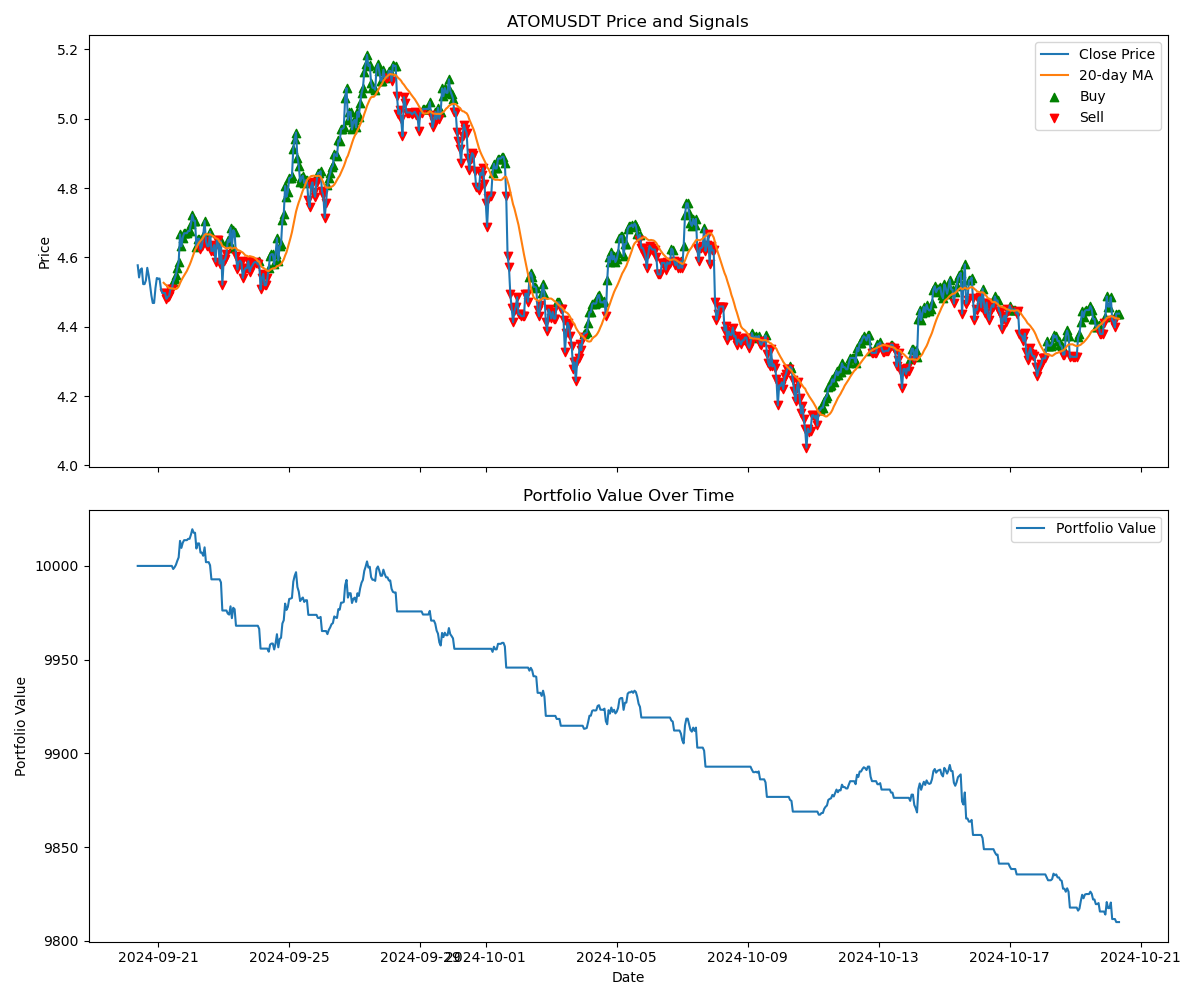 ATOMUSDT Price and Signals
Price
5.2
5.0
4.8
4.6
4.4
4.2
4.0
Close Price
20-day MA
Buy
Sell
Portfolio Value Over Time
Portfolio Value
10000
9950
9900
9850
9800
Portfolio Value
2024-09-21
2024-09-25
2024-09-29
2024-10-01
2024-10-05
2024-10-09
2024-10-13
2024-10-17
2024-10-21
Date